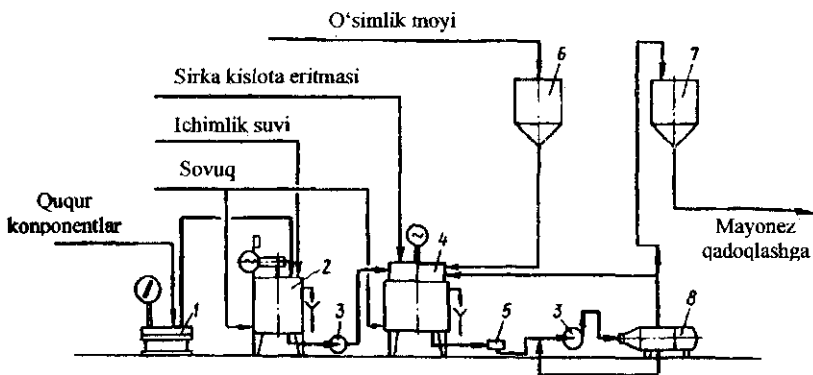 O‘simlik moyi
6
7
Sirka kislota eritmasi
Ichimlik suvi
Sovuq
Ququr
konponentlar
Mayonez
qadoqlashga
4
2
1
3
5
3
8